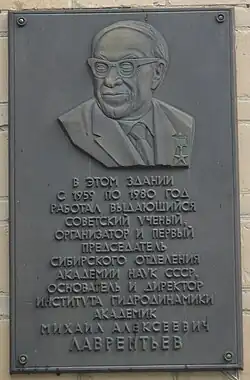 В ЭТОМ ЗДАНИИ
С 1959 ПО 1980 ГОД
РАБОТАЛ ВЫДАЮЩИЙСЯ
СОВЕТСКИЙ УЧЕНЫЙ,
ОРГАНИЗАТОР И ПЕРВЫЙ
ПРЕДСЕДАТЕЛЬ
СИБИРСКОГО ОТДЕЛЕНИЯ
АКАДЕМИИ НАУК СССР,
ОСНОВАТЕЛЬ И ДИРЕКТОР
ИНСТИТУТА ГИДРОДИНАМИКИ
АКАДЕМИК
МИХАИЛ АЛЕКСЕЕВИЧ
ЛАВРЕНТЬЕВ